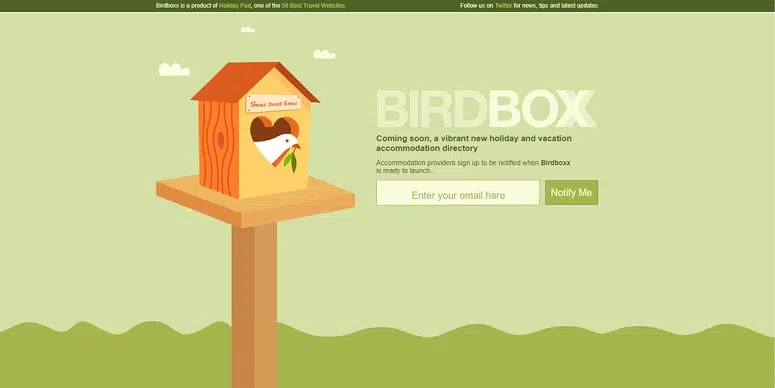 Birdboxx is a product of Holiday Pad, one of the 50 Best Travel Websites
Follow us on Twitter for news, tips and latest updates
Home tweet home
BIRDBOXX
Coming soon, a vibrant new holiday and vacation
accommodation directory
Accommodation providers sign up to be notified when Birdboxx
is ready to launch...
Enter your email here
Notify Me